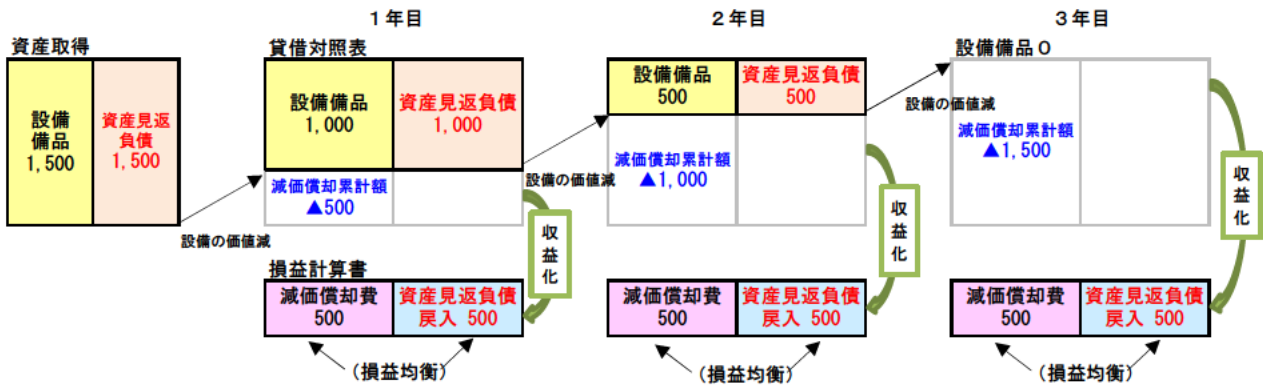 1年目
2年目
3年目
資産取得
設備
備品
1,500
資産見返
負債
1,500
設備の価値減
貸借対照表
設備備品
1,000
資産見返負債
1,000
減価償却累計額
▲500
設備の価値減
収
益
化
損益計算書
減価償却費
500
資産見返負債
戻入 500
(損益均衡)
設備備品
500
資産見返負債
500
減価償却累計額
▲1,000
設備の価値減
収
益
化
減価償却費
500
資産見返負債
戻入 500
(損益均衡)
設備備品0
減価償却累計額
▲1,500
収
益
化
減価償却費
500
資産見返負債
戻入 500
(損益均衡)